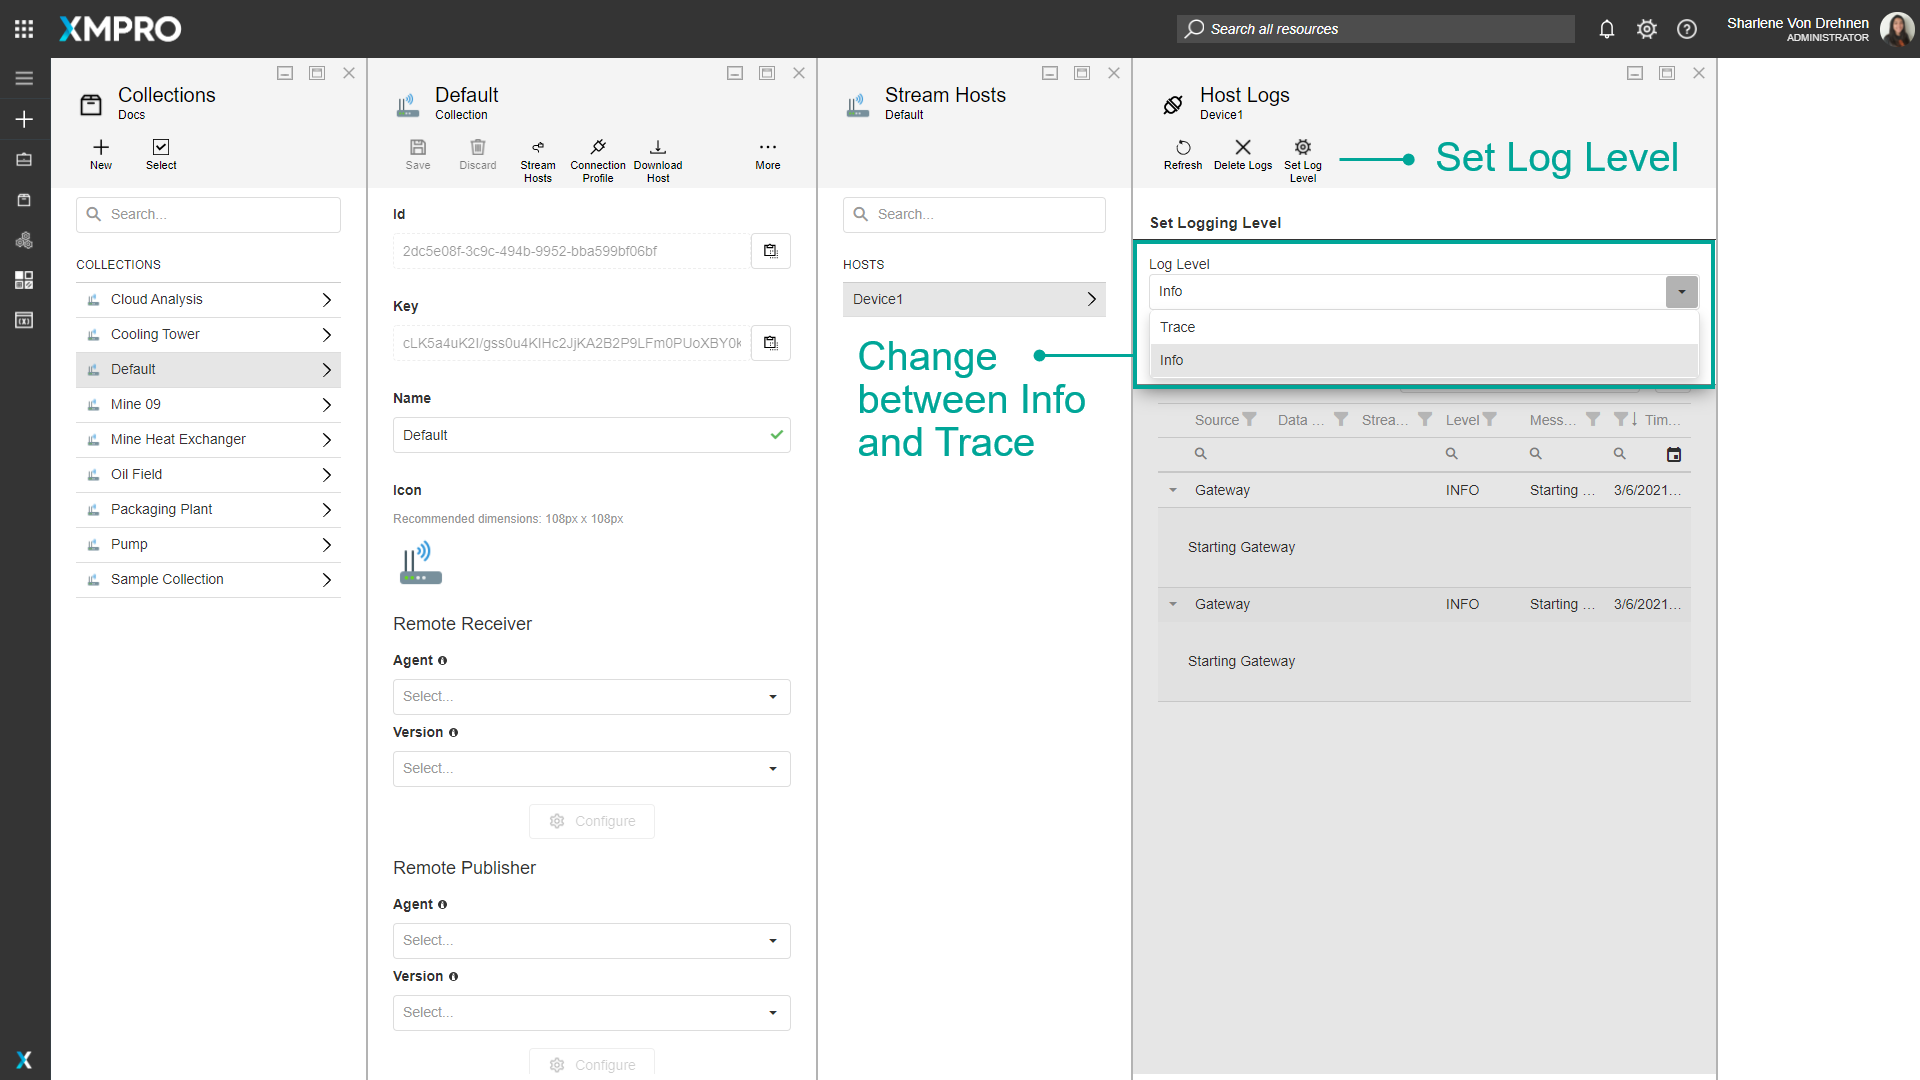 XMPRO
Search all resources
Sharlene Von Drehnen
ADMINISTRATOR
Collections
Docs
New
Select
Search...
COLLECTIONS
Cloud Analysis
Cooling Tower
Default
Mine 09
Mine Heat Exchanger
Oil Field
Packaging Plant
Pump
Sample Collection
Default
Collection
Save
Discard
Stream
Hosts
Connection
Profile
Download
Host
More
Id
2dc5e08f-3c9c-494b-9952-bba599bf06bf
Key
cLK5a4uK2I/gss0u4KIHc2JjKA2B2P9LFm0PUoXBY0k
Name
Default
Icon
Recommended dimensions: 108px x 108px
Remote Receiver
Agent
Select...
Version
Select...
Configure
Remote Publisher
Agent
Select...
Version
Select...
Configure
Stream Hosts
Default
Search...
HOSTS
Device1
Change
between Info
and Trace
Host Logs
Device1
Refresh
Delete Logs
Set Log
Level
Set Log Level
Set Logging Level
Log Level
Info
Trace
Info
Source Data ... Strea... Level Mess... Tim...
Gateway INFO Starting ... 3/6/2021...
Starting Gateway
Gateway INFO Starting ... 3/6/2021...
Starting Gateway